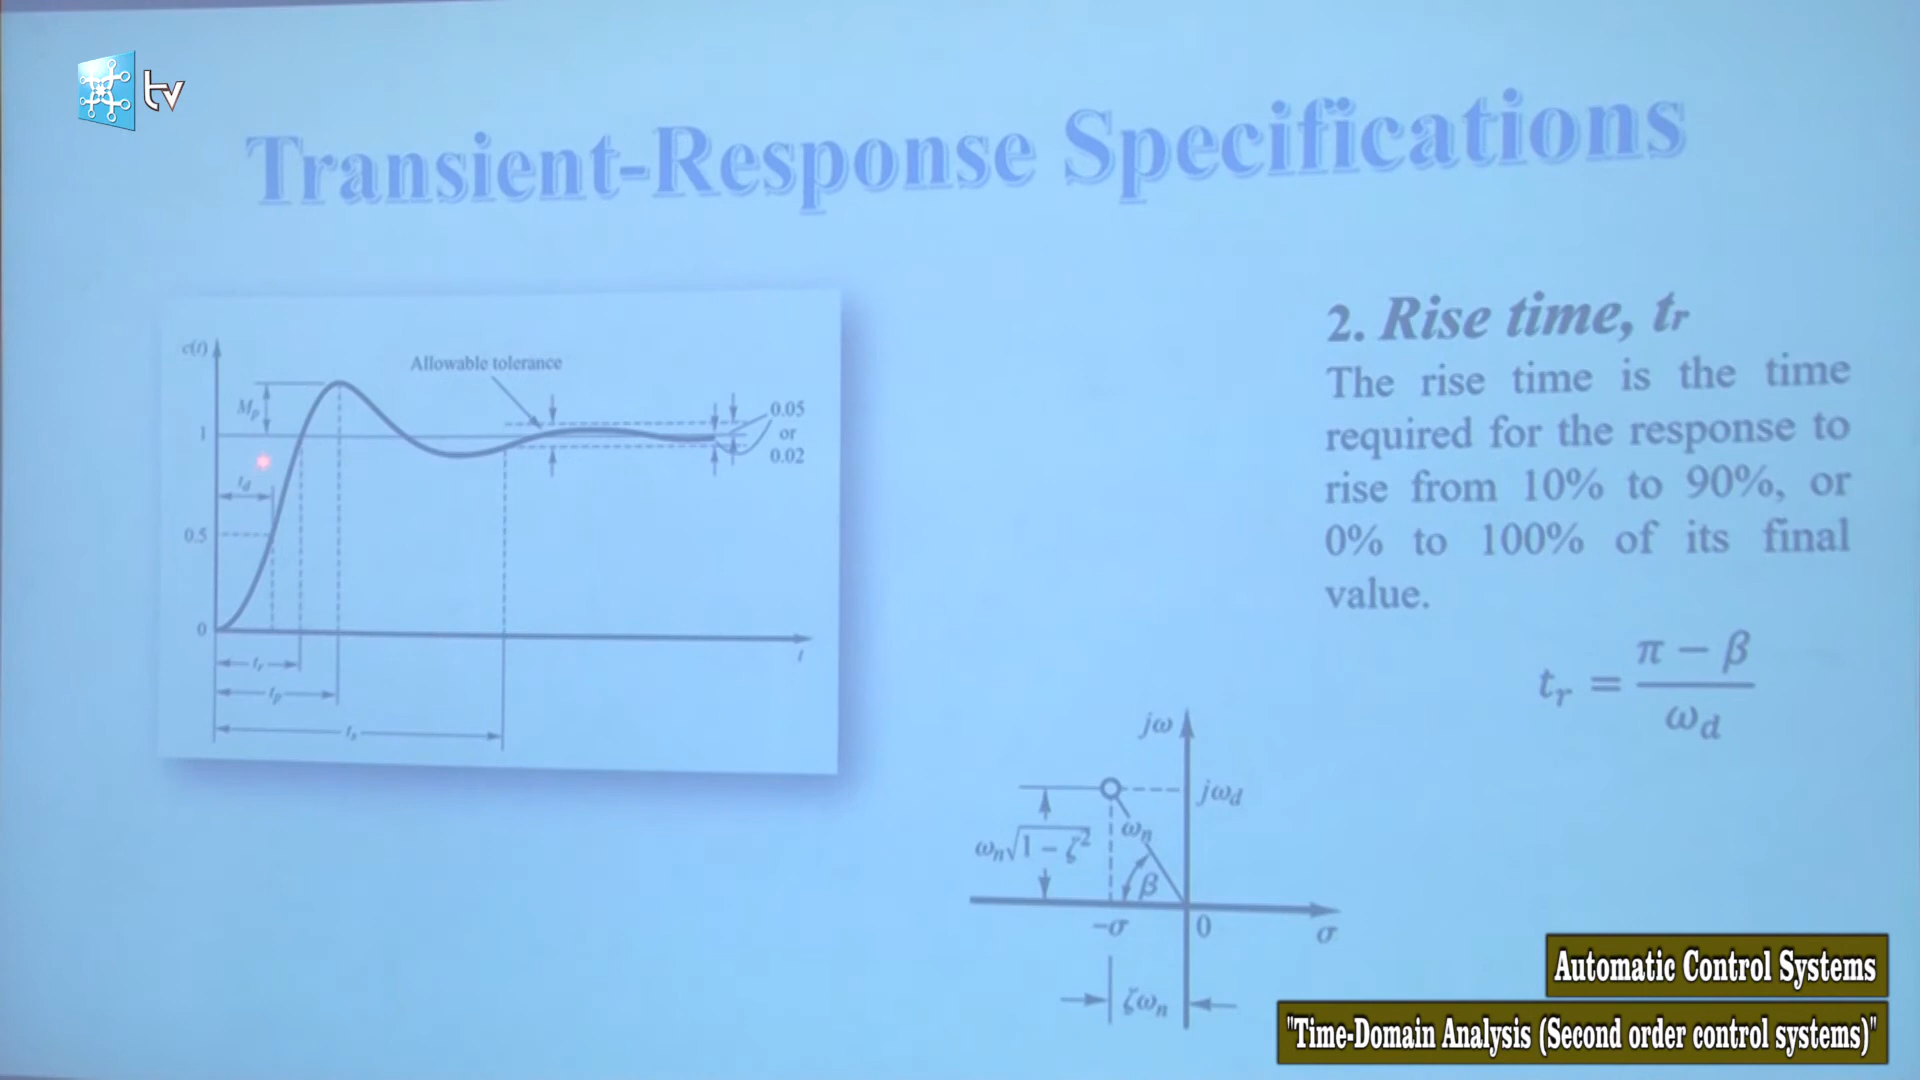 tv
Transient-Response Specifications
c(t)
Allowable tolerance
Mp
1
0.05
or
0.02
td
0.5
0
tr
t
tp
ts
2. Rise time, tr
The rise time is the time
required for the response to
rise from 10% to 90%, or
0% to 100% of its final
value.
tr = (π − β)/ωd
jω
jωd
ωn
ωn√1 − ζ²
β
−σ
0
σ
ζωn
Automatic Control Systems
"Time-Domain Analysis (Second order control systems)"